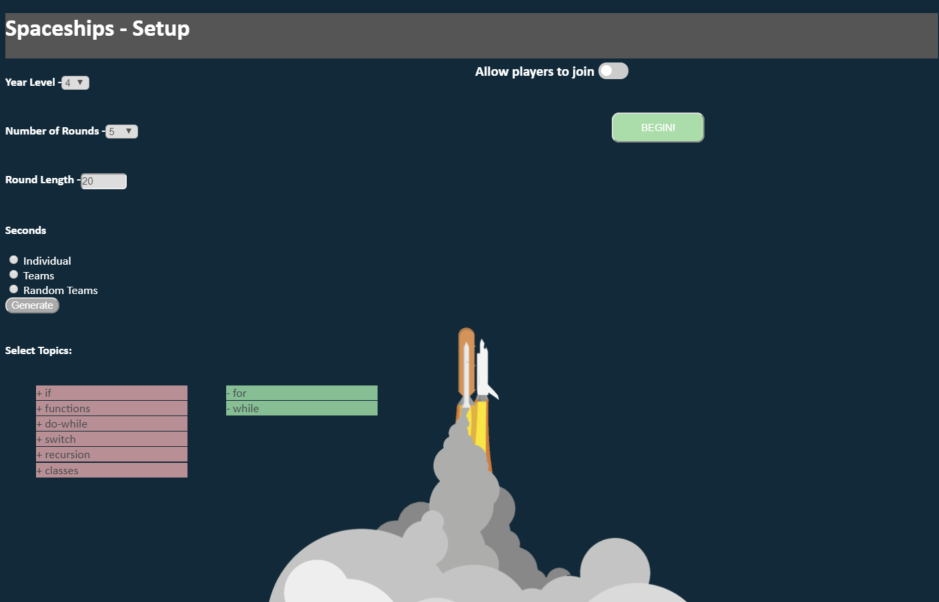 Spaceships - Setup
Allow players to join
Year Level - 4
BEGIN!
Number of Rounds - 5
Round Length - 20
Seconds
Individual
Teams
Random Teams
Generate
Select Topics:
+ if
- for
+ functions
- while
+ do-while
+ switch
+ recursion
+ classes